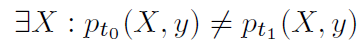 ∃X : p_{t_0}(X, y) ≠ p_{t_1}(X, y)